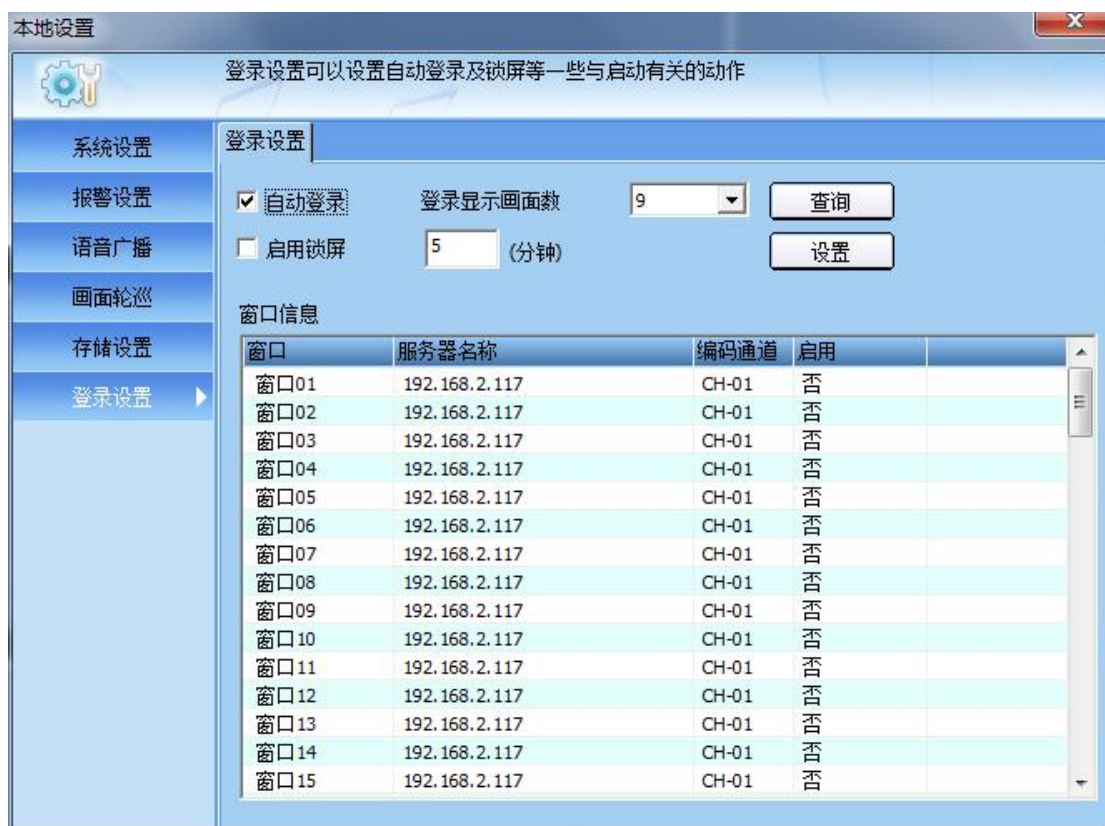 本地设置
登录设置可以设置自动登录及锁屏等一些与启动有关的动作
系统设置
报警设置
语音广播
画面轮巡
存储设置
登录设置
登录设置
自动登录 登录显示画面数 9 查询
启用锁屏 5 (分钟) 设置
窗口信息
窗口 服务器名称 编码通道 启用
窗口01 192.168.2.117 CH-01 否
窗口02 192.168.2.117 CH-01 否
窗口03 192.168.2.117 CH-01 否
窗口04 192.168.2.117 CH-01 否
窗口05 192.168.2.117 CH-01 否
窗口06 192.168.2.117 CH-01 否
窗口07 192.168.2.117 CH-01 否
窗口08 192.168.2.117 CH-01 否
窗口09 192.168.2.117 CH-01 否
窗口10 192.168.2.117 CH-01 否
窗口11 192.168.2.117 CH-01 否
窗口12 192.168.2.117 CH-01 否
窗口13 192.168.2.117 CH-01 否
窗口14 192.168.2.117 CH-01 否
窗口15 192.168.2.117 CH-01 否